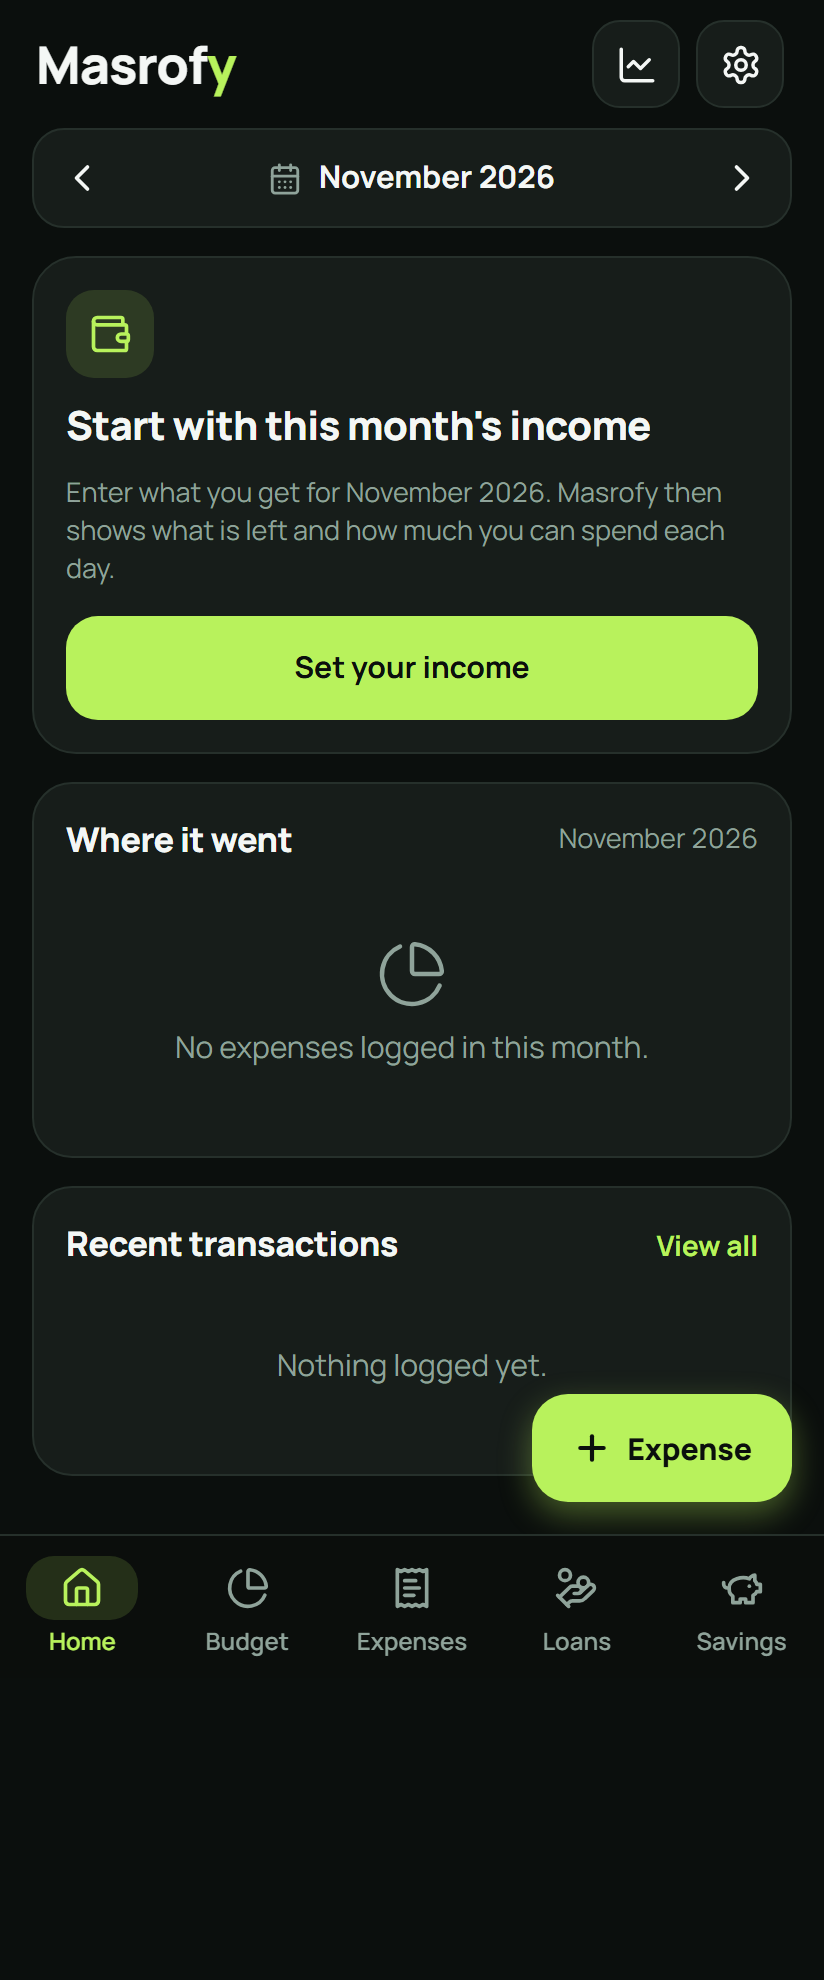 Masrofy
November 2026
Start with this month's income
Enter what you get for November 2026. Masrofy then
shows what is left and how much you can spend each
day.
Set your income
Where it went
November 2026
No expenses logged in this month.
Recent transactions
View all
Nothing logged yet.
Expense
Home
Budget
Expenses
Loans
Savings